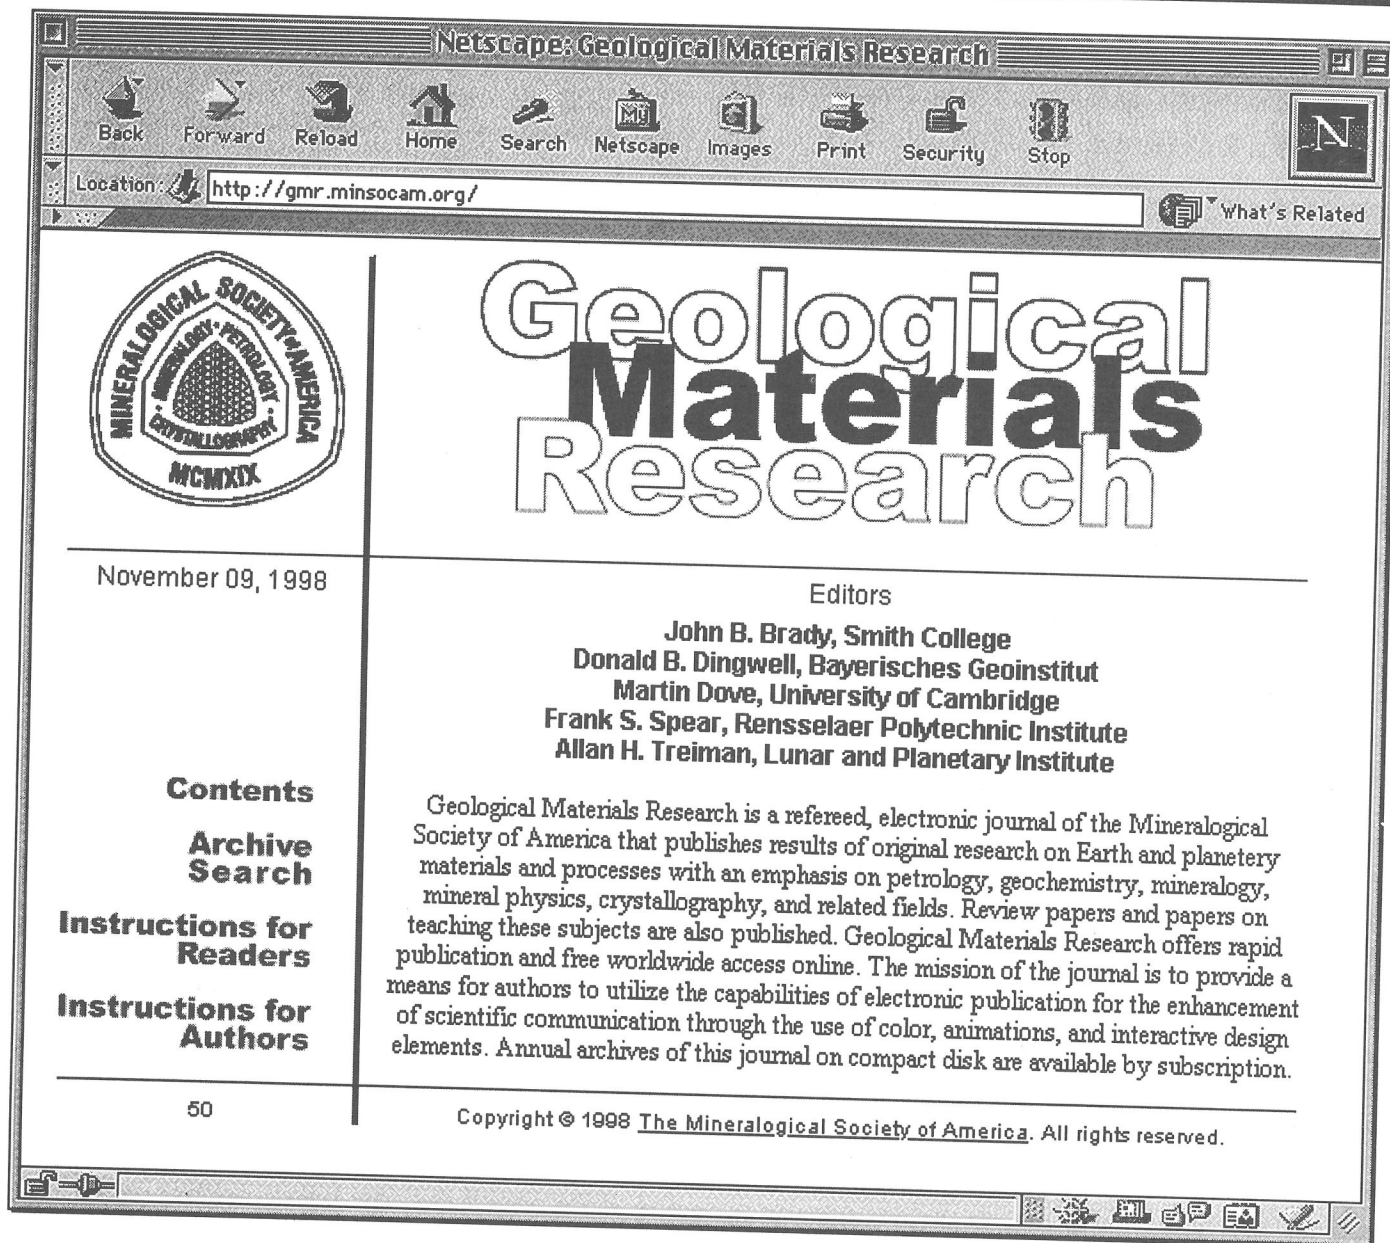 Netscape: Geological Materials Research
Back Forward Reload Home Search Netscape Images Print Security Stop
My
N
Location: http://gmr.minsocam.org/
What's Related
MINERALOGICAL SOCIETY of AMERICA
MINERALOGY · PETROLOGY · CRYSTALLOGRAPHY ·
MCMXIX
Geological
Materials
Research
November 09, 1998
Editors
John B. Brady, Smith College
Donald B. Dingwell, Bayerisches Geoinstitut
Martin Dove, University of Cambridge
Frank S. Spear, Rensselaer Polytechnic Institute
Allan H. Treiman, Lunar and Planetary Institute
Contents
Archive
Search
Instructions for
Readers
Instructions for
Authors
Geological Materials Research is a refereed, electronic journal of the Mineralogical
Society of America that publishes results of original research on Earth and planetery
materials and processes with an emphasis on petrology, geochemistry, mineralogy,
mineral physics, crystallography, and related fields. Review papers and papers on
teaching these subjects are also published. Geological Materials Research offers rapid
publication and free worldwide access online. The mission of the journal is to provide a
means for authors to utilize the capabilities of electronic publication for the enhancement
of scientific communication through the use of color, animations, and interactive design
elements. Annual archives of this journal on compact disk are available by subscription.
50
Copyright © 1998 The Mineralogical Society of America. All rights reserved.